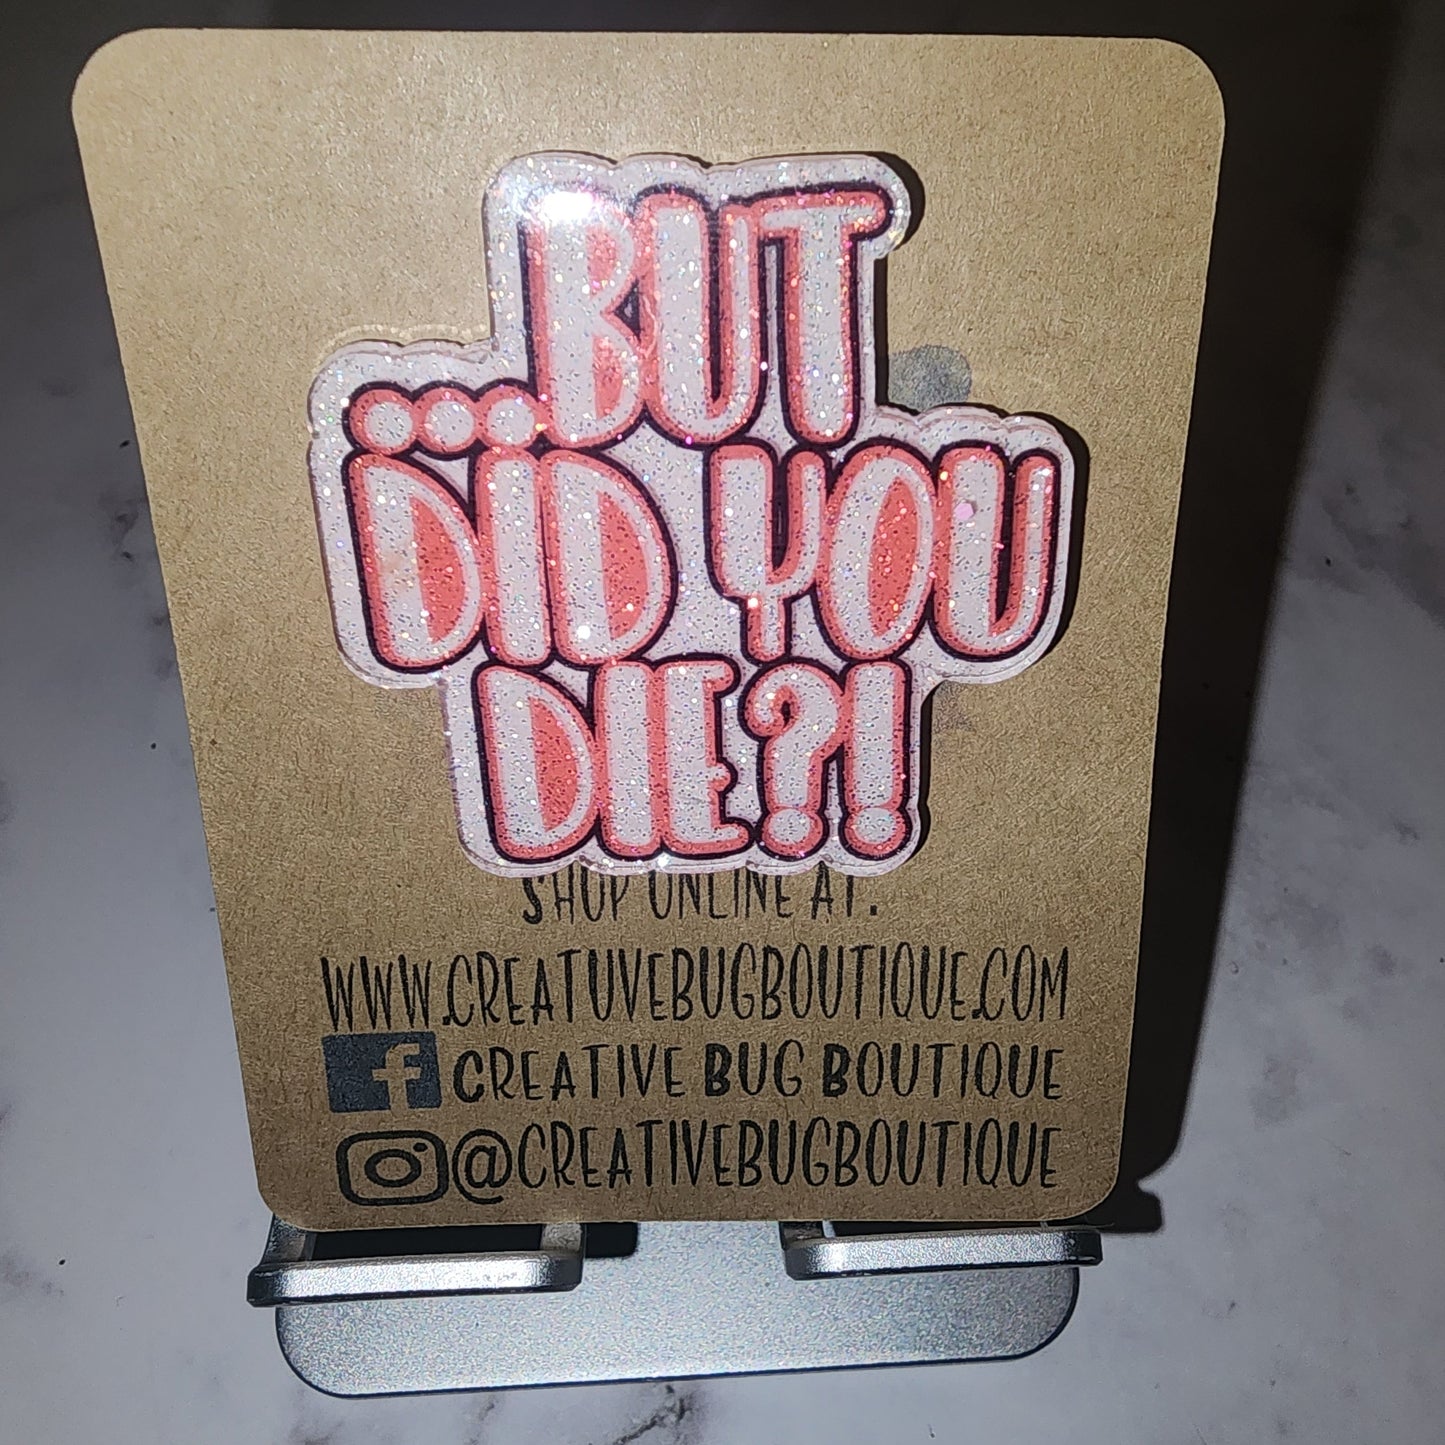 ...BUT
DID YOU
DIE?!
SHOP ONLINE AT:
WWW.CREATUVEBUGBOUTIQUE.COM
CREATIVE BUG BOUTIQUE
@CREATIVEBUGBOUTIQUE